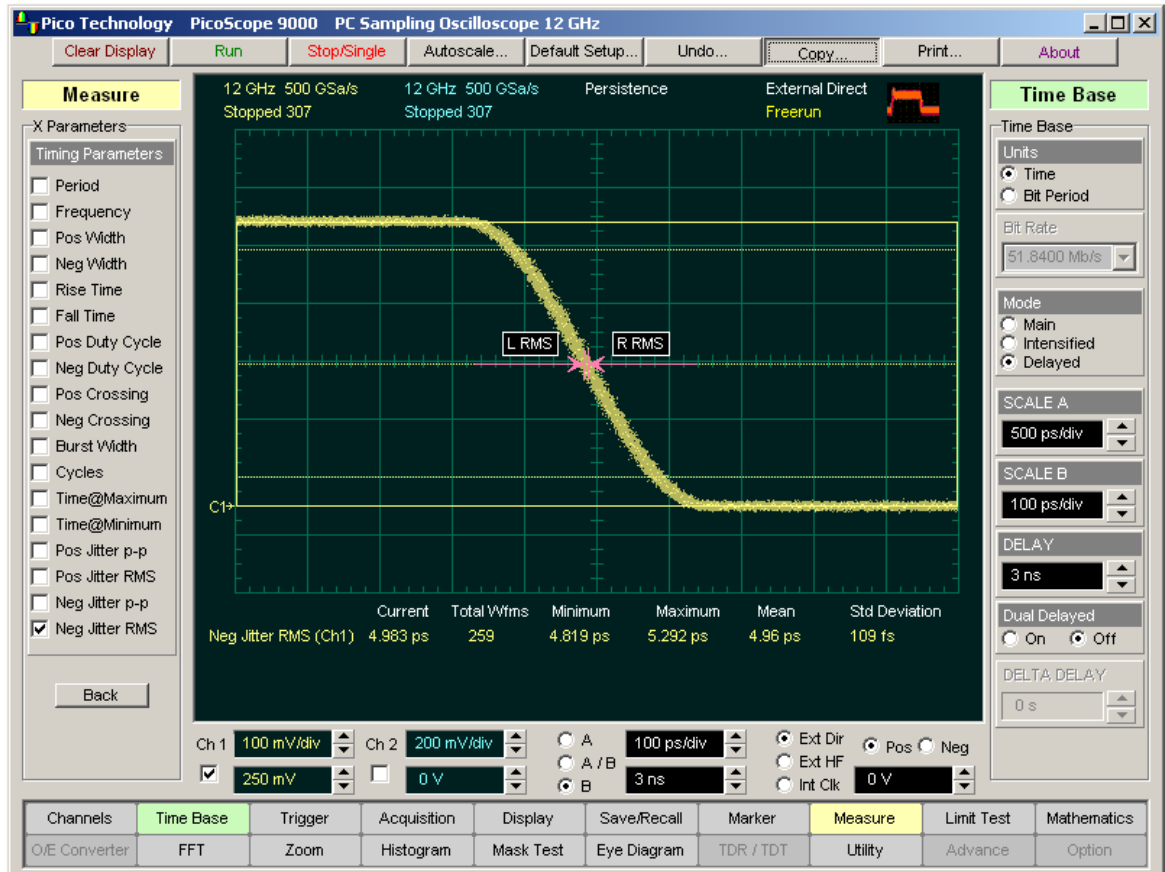 Pico Technology PicoScope 9000 PC Sampling Oscilloscope 12 GHz
Clear Display Run Stop/Single Autoscale... Default Setup... Undo... Copy... Print... About
Measure
X Parameters
Timing Parameters
Period
Frequency
Pos Width
Neg Width
Rise Time
Fall Time
Pos Duty Cycle
Neg Duty Cycle
Pos Crossing
Neg Crossing
Burst Width
Cycles
Time@Maximum
Time@Minimum
Pos Jitter p-p
Pos Jitter RMS
Neg Jitter p-p
Neg Jitter RMS
Back
12 GHz 500 GSa/s 12 GHz 500 GSa/s Persistence External Direct
Stopped 307 Stopped 307 Freerun
L RMS R RMS
C1
Current Total Wfms Minimum Maximum Mean Std Deviation
Neg Jitter RMS (Ch1) 4.983 ps 259 4.819 ps 5.292 ps 4.96 ps 109 fs
Time Base
Time Base
Units
Time
Bit Period
Bit Rate
51.8400 Mb/s
Mode
Main
Intensified
Delayed
SCALE A
500 ps/div
SCALE B
100 ps/div
DELAY
3 ns
Dual Delayed
On Off
DELTA DELAY
0 s
Ch 1 100 mV/div Ch 2 200 mV/div A 100 ps/div Ext Dir Pos Neg
A / B Ext HF
250 mV 0 V B 3 ns Int Clk 0 V
Channels Time Base Trigger Acquisition Display Save/Recall Marker Measure Limit Test Mathematics
O/E Converter FFT Zoom Histogram Mask Test Eye Diagram TDR / TDT Utility Advance Option